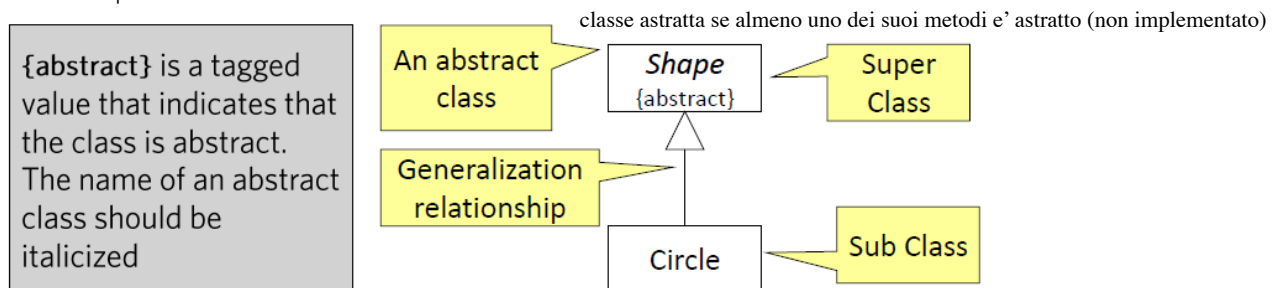 classe astratta se almeno uno dei suoi metodi e' astratto (non implementato)
{abstract} is a tagged
value that indicates that
the class is abstract.
The name of an abstract
class should be
italicized
An abstract
class
Shape
{abstract}
Super
Class
Generalization
relationship
Circle
Sub Class